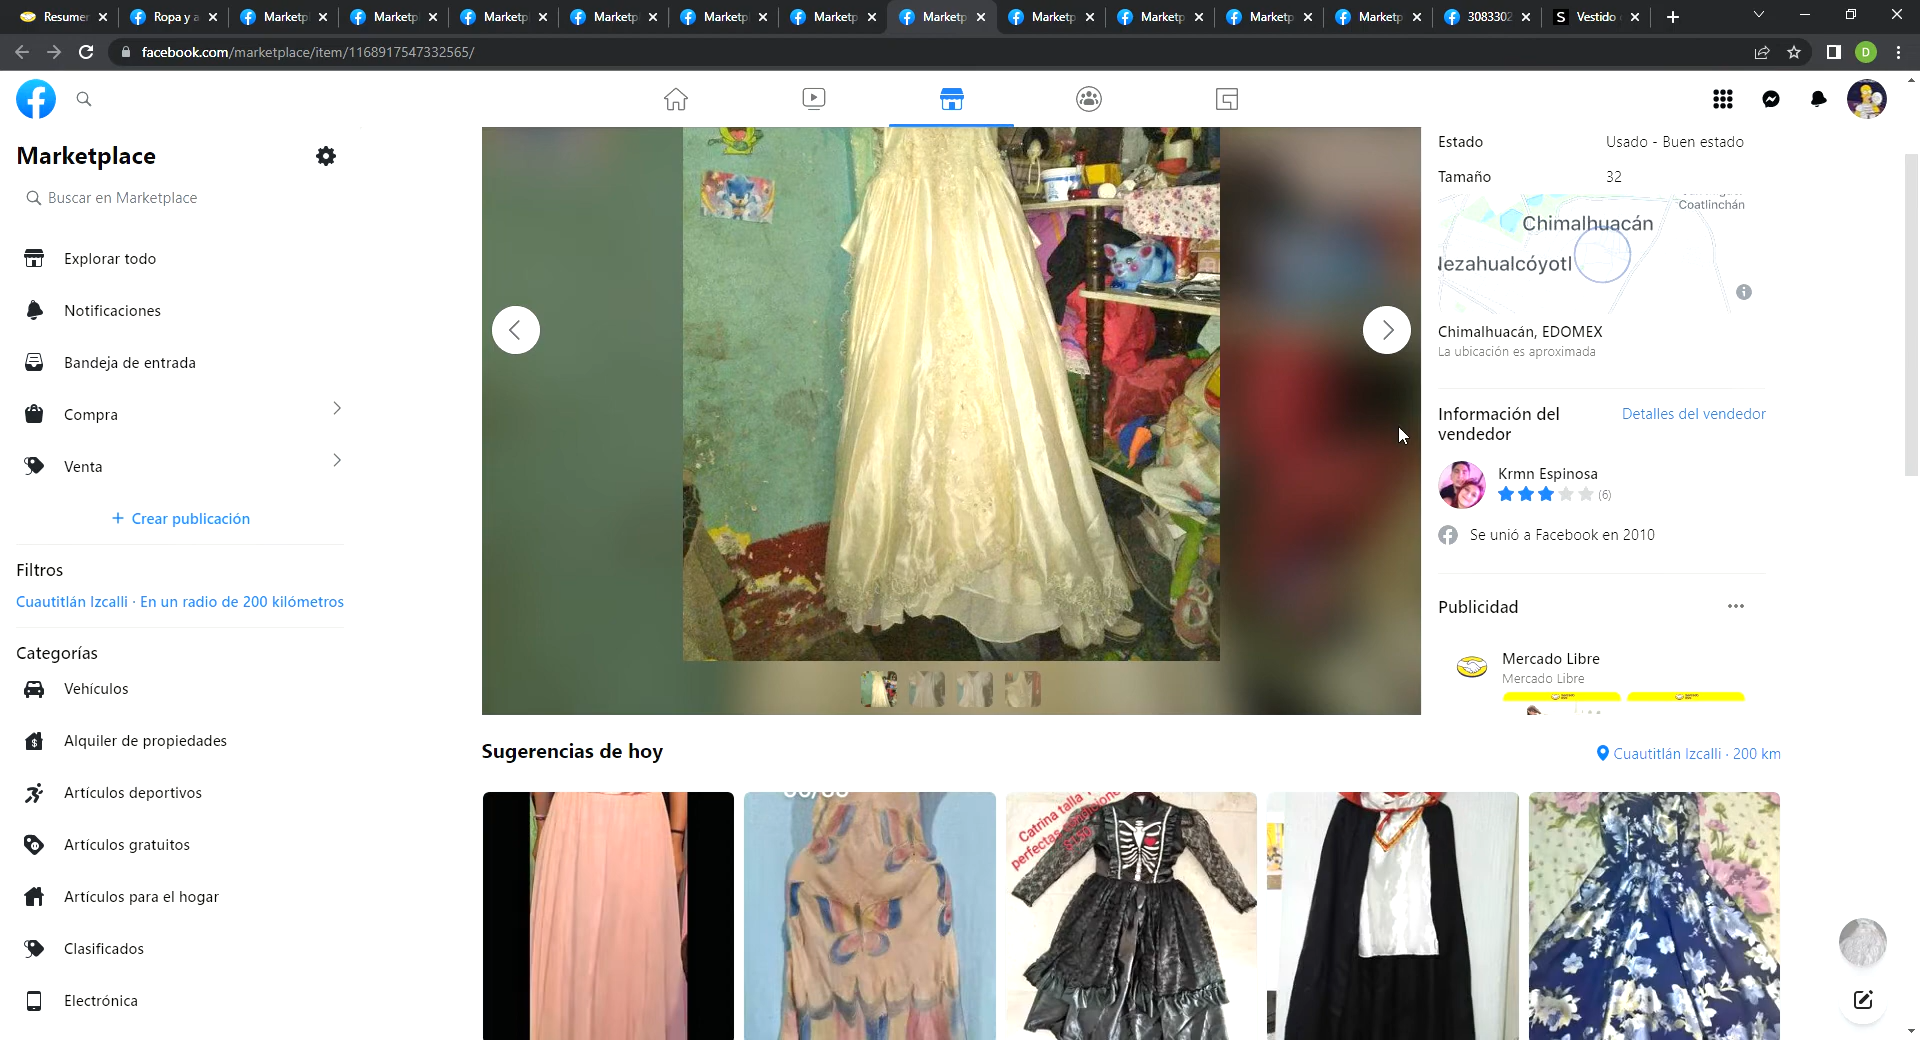 Resumer
Ropa y a
Marketp
Marketp
Marketp
Marketp
Marketp
Marketp
Marketp
Marketp
Marketp
Marketp
Marketp
3083302
Vestido
facebook.com/marketplace/item/1168917547332565/
D
Marketplace
Buscar en Marketplace
Explorar todo
Notificaciones
Bandeja de entrada
Compra
Venta
+ Crear publicación
Filtros
Cuautitlán Izcalli · En un radio de 200 kilómetros
Categorías
Vehículos
Alquiler de propiedades
Artículos deportivos
Artículos gratuitos
Artículos para el hogar
Clasificados
Electrónica
Estado
Usado - Buen estado
Tamaño
32
Coatlinchán
Chimalhuacán
Nezahualcóyotl
Chimalhuacán, EDOMEX
La ubicación es aproximada
Información del vendedor
Detalles del vendedor
Krmn Espinosa
(6)
Se unió a Facebook en 2010
Publicidad
Mercado Libre
Mercado Libre
Sugerencias de hoy
Cuautitlán Izcalli · 200 km
Catrina talla
perfectas condicione